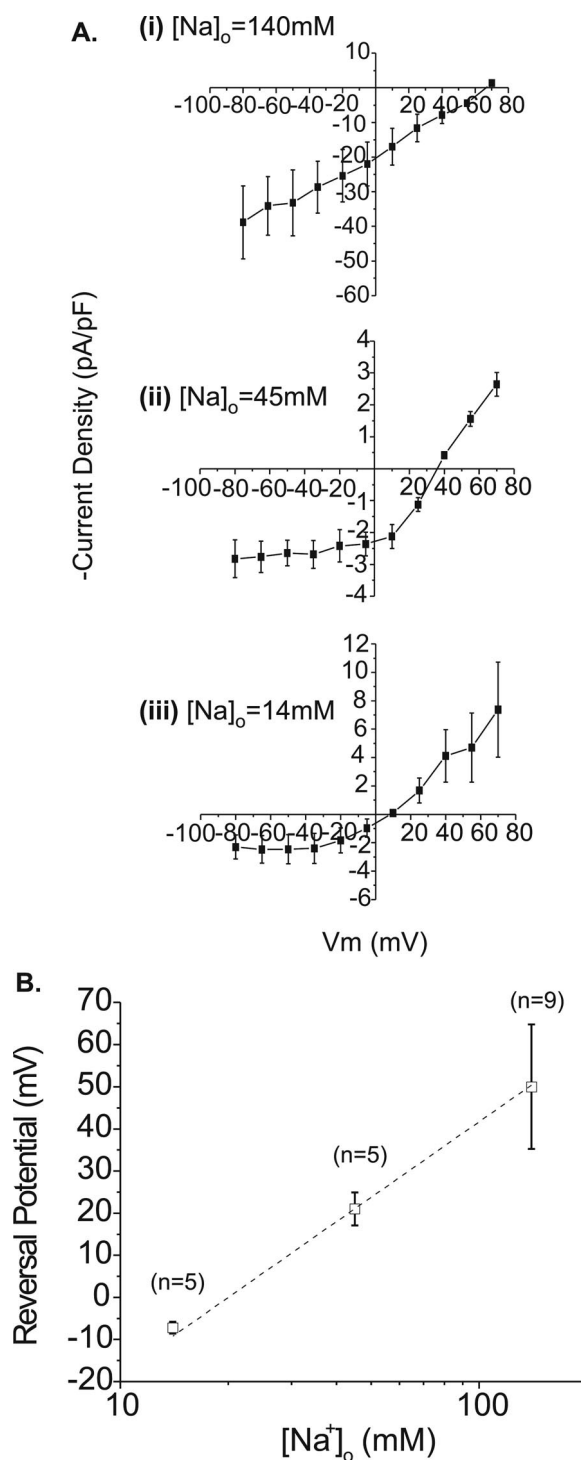 A.
(i) [Na]o=140mM
10
-100 -80 -60 -40 -20 20 40 60 80
-10
-20
-30
-40
-50
-60
-Current Density (pA/pF)
(ii) [Na]o=45mM
4
3
2
1
-100 -80 -60 -40 -20 20 40 60 80
-1
-2
-3
-4
(iii) [Na]o=14mM
12
10
8
6
4
2
-100 -80 -60 -40 -20 20 40 60 80
-2
-4
-6
Vm (mV)
B.
Reversal Potential (mV)
70
60
50
40
30
20
10
0
-10
-20
(n=5)
(n=5)
(n=9)
10 100
[Na+]o (mM)